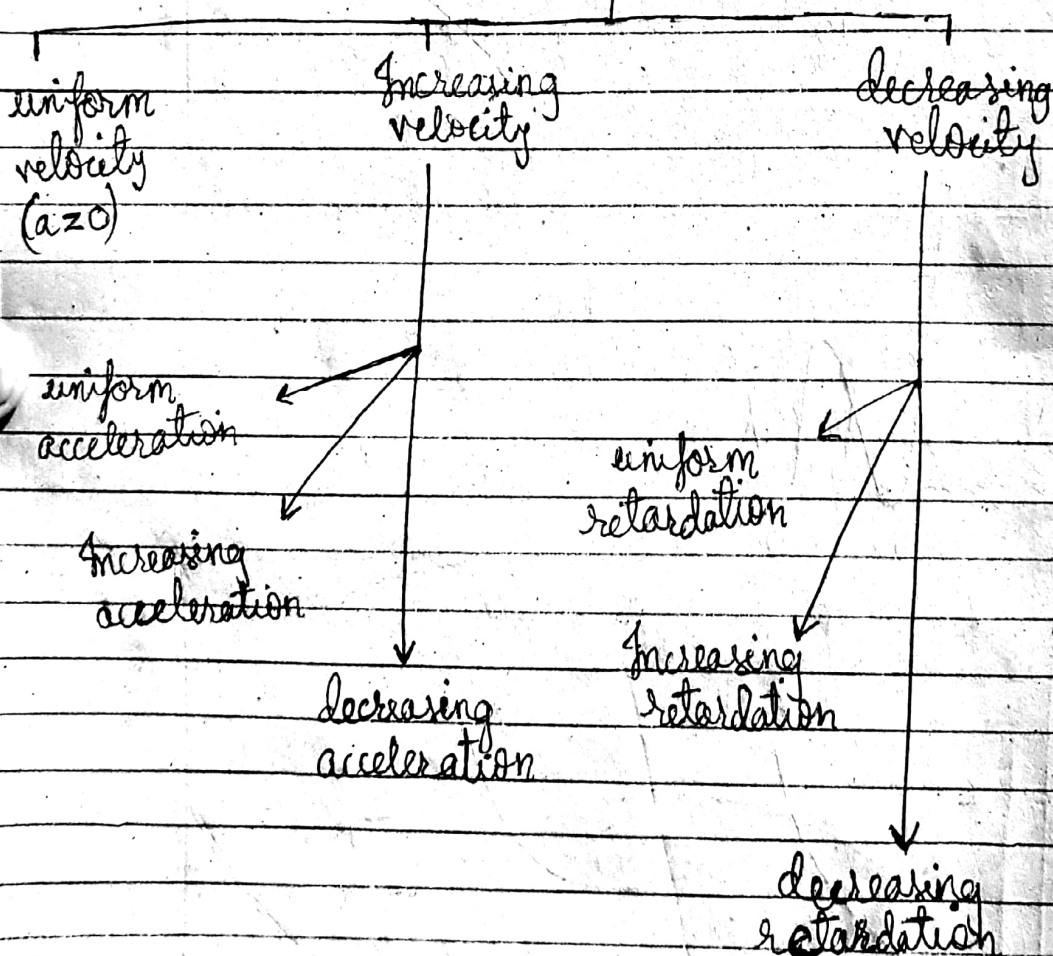 uniform
velocity
(a=0)
Increasing
velocity
decreasing
velocity
uniform
acceleration
Increasing
acceleration
decreasing
acceleration
uniform
retardation
Increasing
retardation
decreasing
retardation